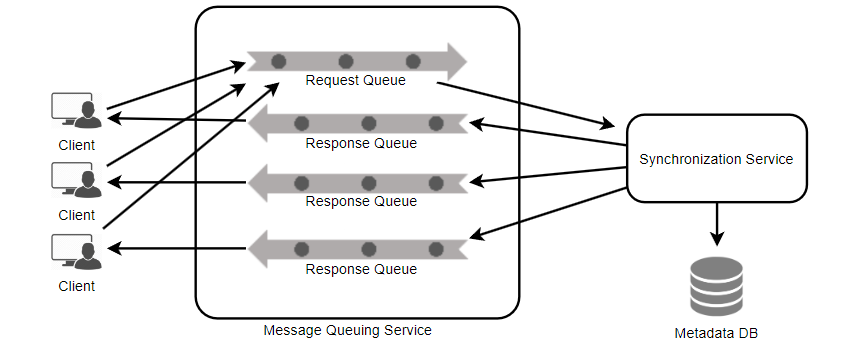 Request Queue
Client
Response Queue
Synchronization Service
Client
Response Queue
Client
Response Queue
Message Queuing Service
Metadata DB